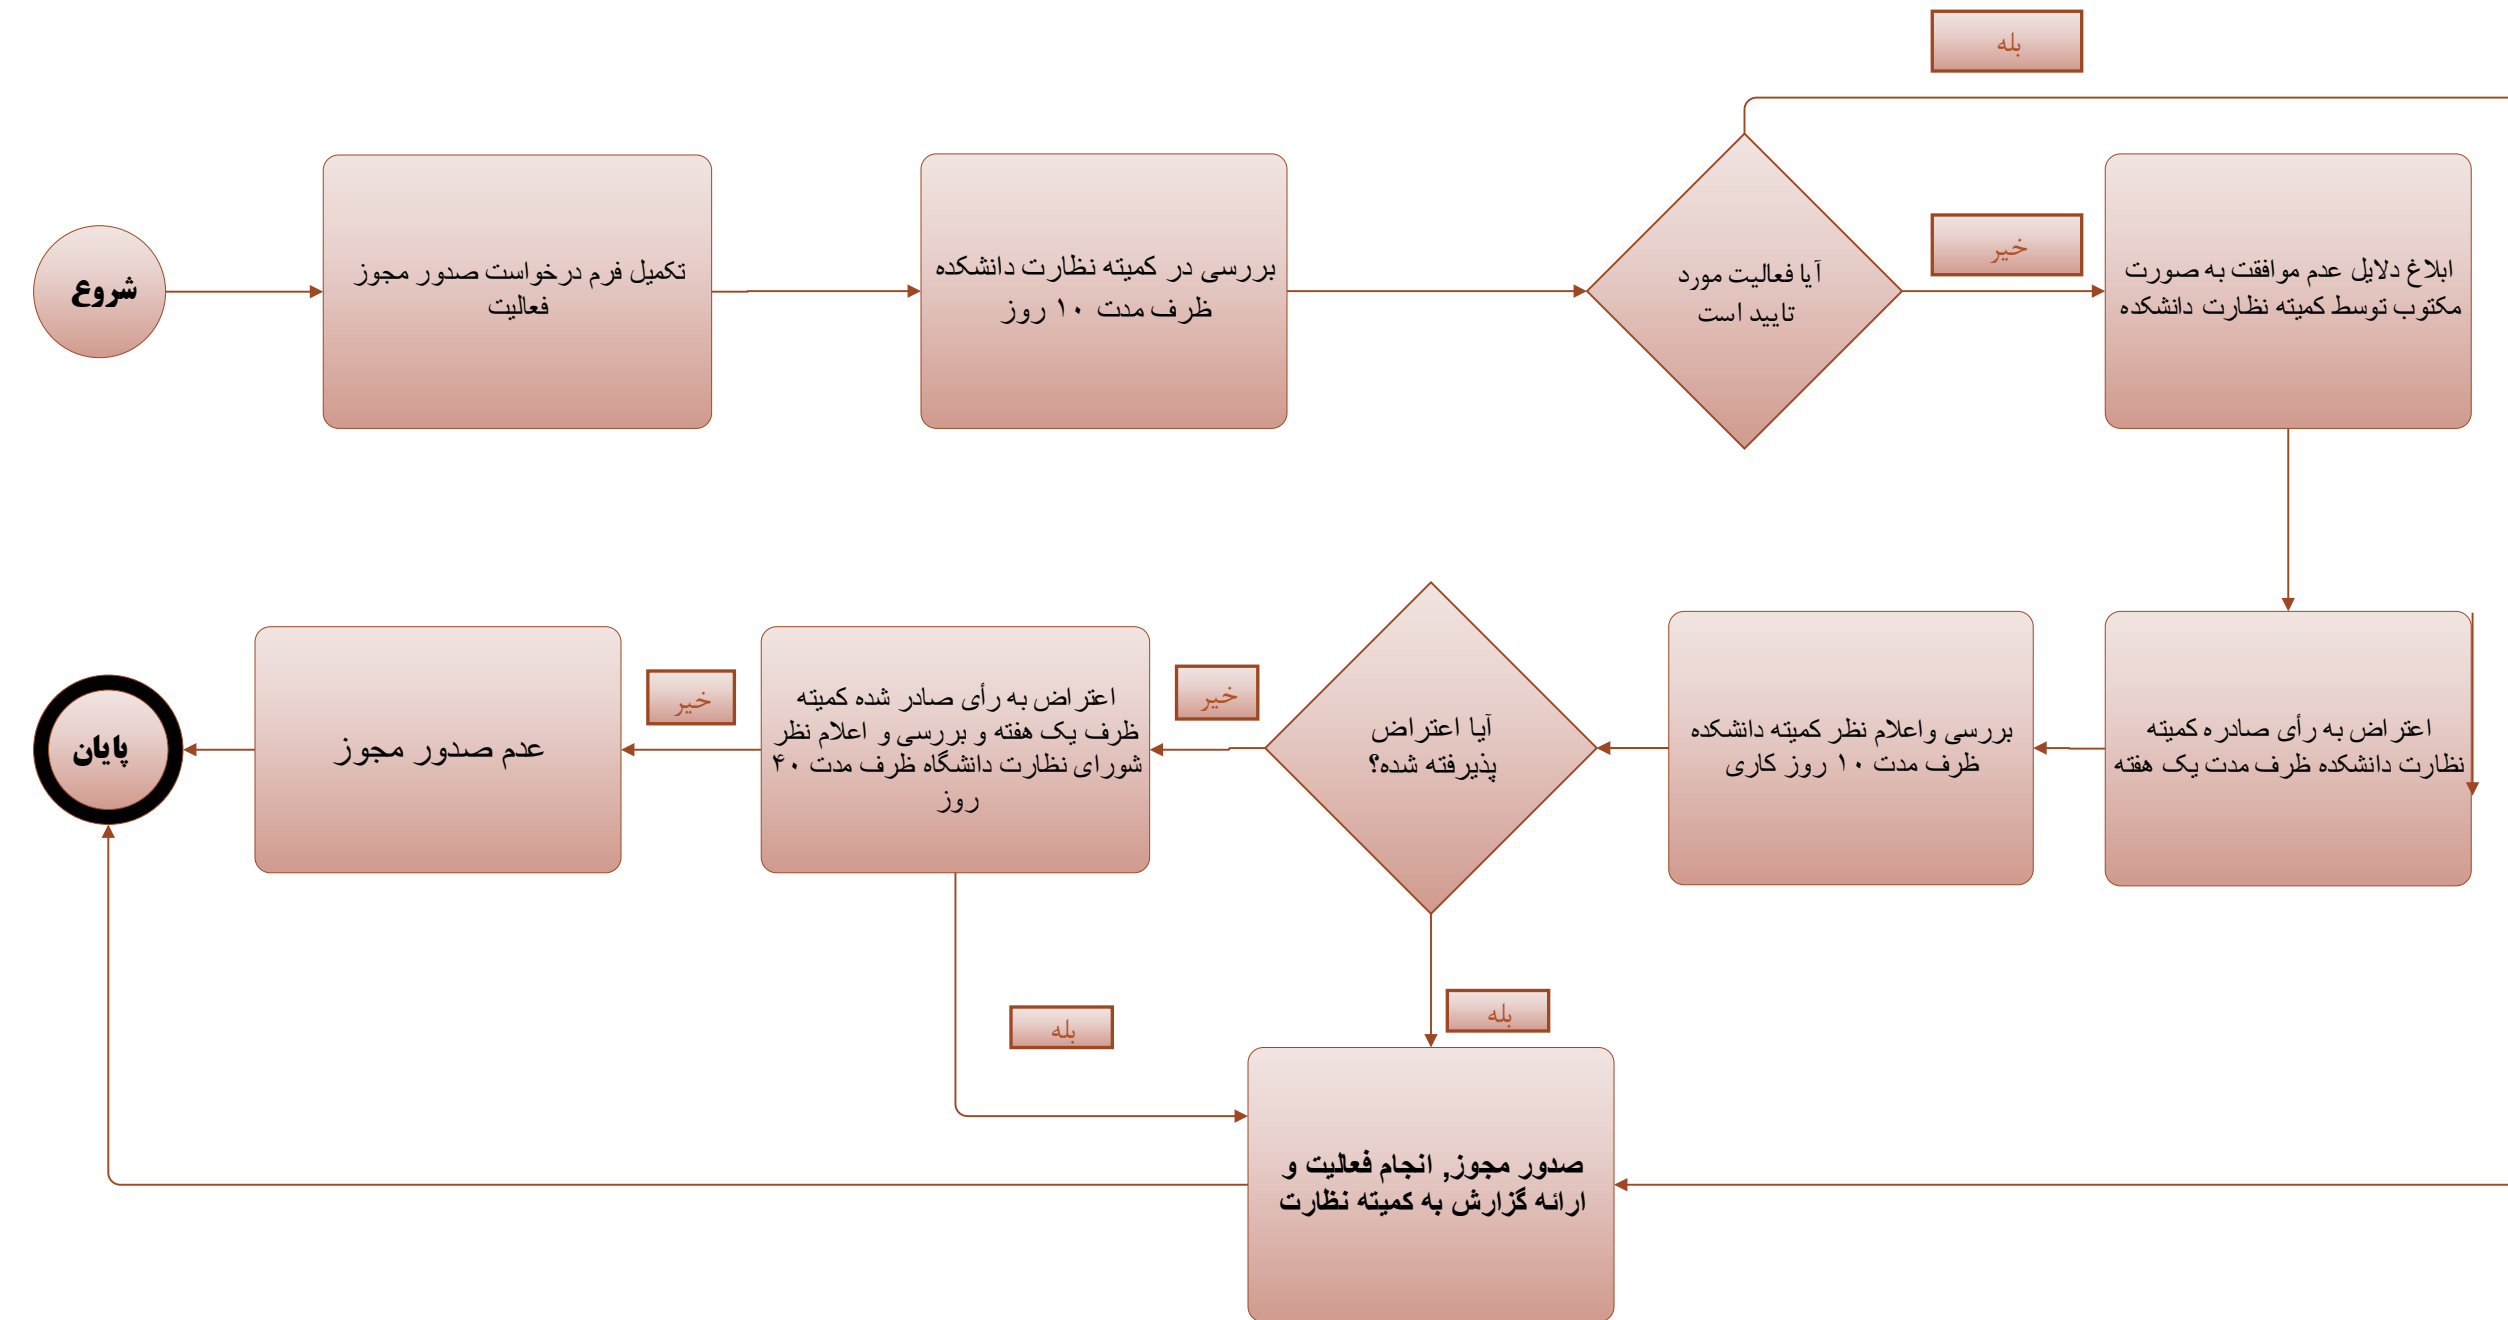 شروع
تکمیل فرم درخواست صدور مجوز
فعالیت
بررسی در کمیته نظارت دانشکده
ظرف مدت ۱۰ روز
آیا فعالیت مورد
تایید است
بله
خیر
ابلاغ دلایل عدم موافقت به صورت
مکتوب توسط کمیته نظارت دانشکده
اعتراض به رأی صادره کمیته
نظارت دانشکده ظرف مدت یک هفته
بررسی واعلام نظر کمیته دانشکده
ظرف مدت ۱۰ روز کاری
آیا اعتراض
پذیرفته شده؟
خیر
اعتراض به رأی صادر شده کمیته
ظرف یک هفته و بررسی و اعلام نظر
شورای نظارت دانشگاه ظرف مدت ۴۰
روز
خیر
عدم صدور مجوز
پایان
بله
بله
صدور مجوز, انجام فعالیت و
ارائه گزارش به کمیته نظارت